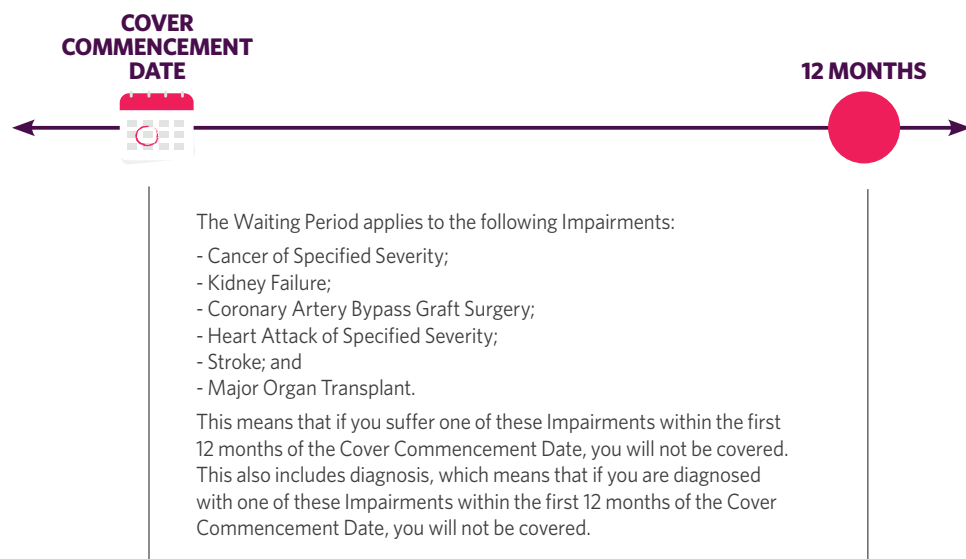 COVER
COMMENCEMENT
DATE
12 MONTHS
The Waiting Period applies to the following Impairments:
- Cancer of Specified Severity;
- Kidney Failure;
- Coronary Artery Bypass Graft Surgery;
- Heart Attack of Specified Severity;
- Stroke; and
- Major Organ Transplant.
This means that if you suffer one of these Impairments within the first
12 months of the Cover Commencement Date, you will not be covered.
This also includes diagnosis, which means that if you are diagnosed
with one of these Impairments within the first 12 months of the Cover
Commencement Date, you will not be covered.